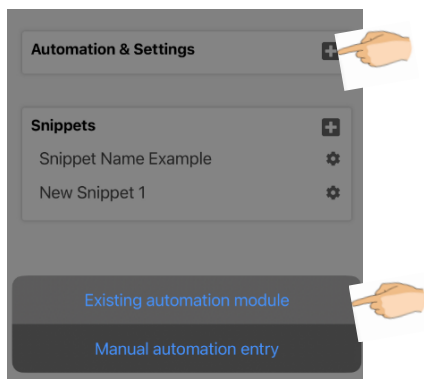 Automation & Settings
Snippets
Snippet Name Example
New Snippet 1
Existing automation module
Manual automation entry